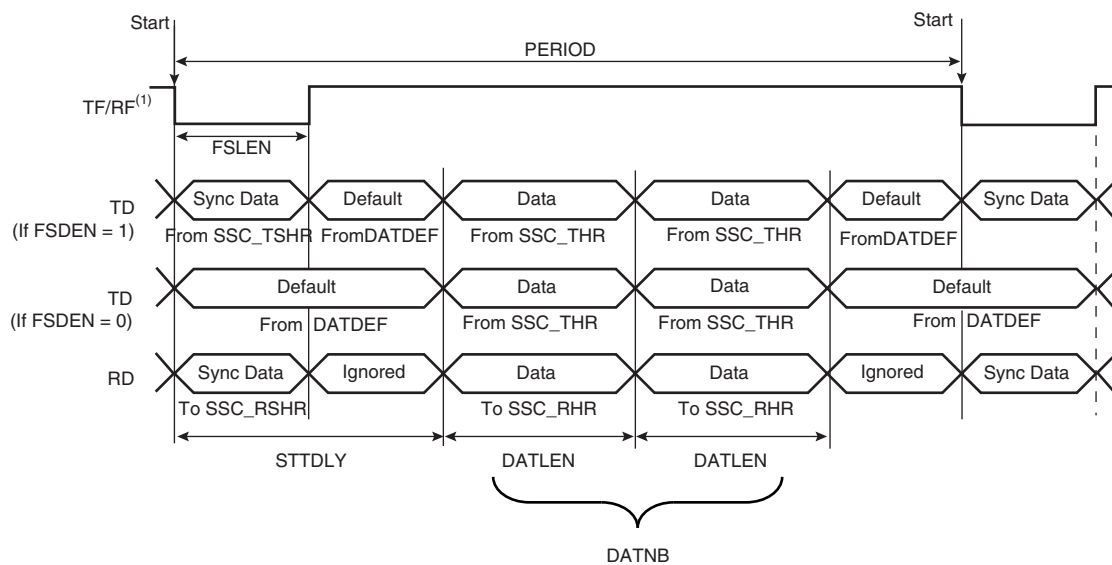 Start
Start
PERIOD
TF/RF(1)
FSLEN
TD
(If FSDEN = 1)
Sync Data
Default
Data
Data
Default
Sync Data
From SSC_TSHR
FromDATDEF
From SSC_THR
From SSC_THR
FromDATDEF
TD
(If FSDEN = 0)
Default
Data
Data
Default
From DATDEF
From SSC_THR
From SSC_THR
From DATDEF
RD
Sync Data
Ignored
Data
Data
Ignored
Sync Data
To SSC_RSHR
To SSC_RHR
To SSC_RHR
STTDLY
DATLEN
DATLEN
DATNB